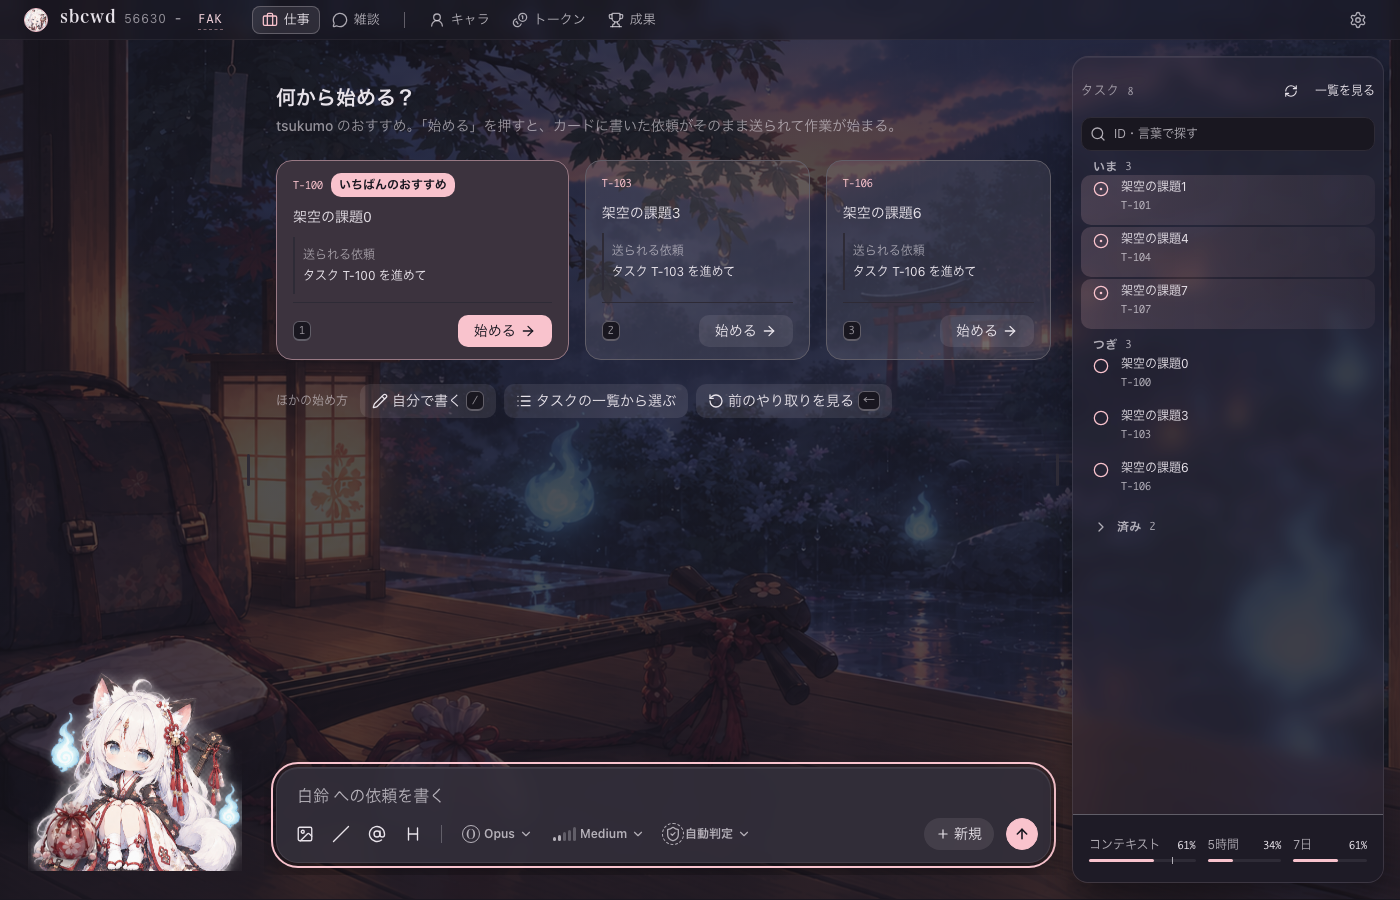 sbcwd 56630 - FAK 仕事 雑談 キャラ トークン 成果
何から始める？
tsukumo のおすすめ。「始める」を押すと、カードに書いた依頼がそのまま送られて作業が始まる。
T-100 いちばんのおすすめ
架空の課題0
送られる依頼
タスク T-100 を進めて
1 始める
T-103
架空の課題3
送られる依頼
タスク T-103 を進めて
2 始める
T-106
架空の課題6
送られる依頼
タスク T-106 を進めて
3 始める
ほかの始め方 自分で書く / タスクの一覧から選ぶ 前のやり取りを見る ←
白鈴 への依頼を書く
Opus Medium 自動判定 + 新規
タスク 8 一覧を見る
ID・言葉で探す
いま 3
架空の課題1
T-101
架空の課題4
T-104
架空の課題7
T-107
つぎ 3
架空の課題0
T-100
架空の課題3
T-103
架空の課題6
T-106
済み 2
コンテキスト 61% 5時間 34% 7日 61%